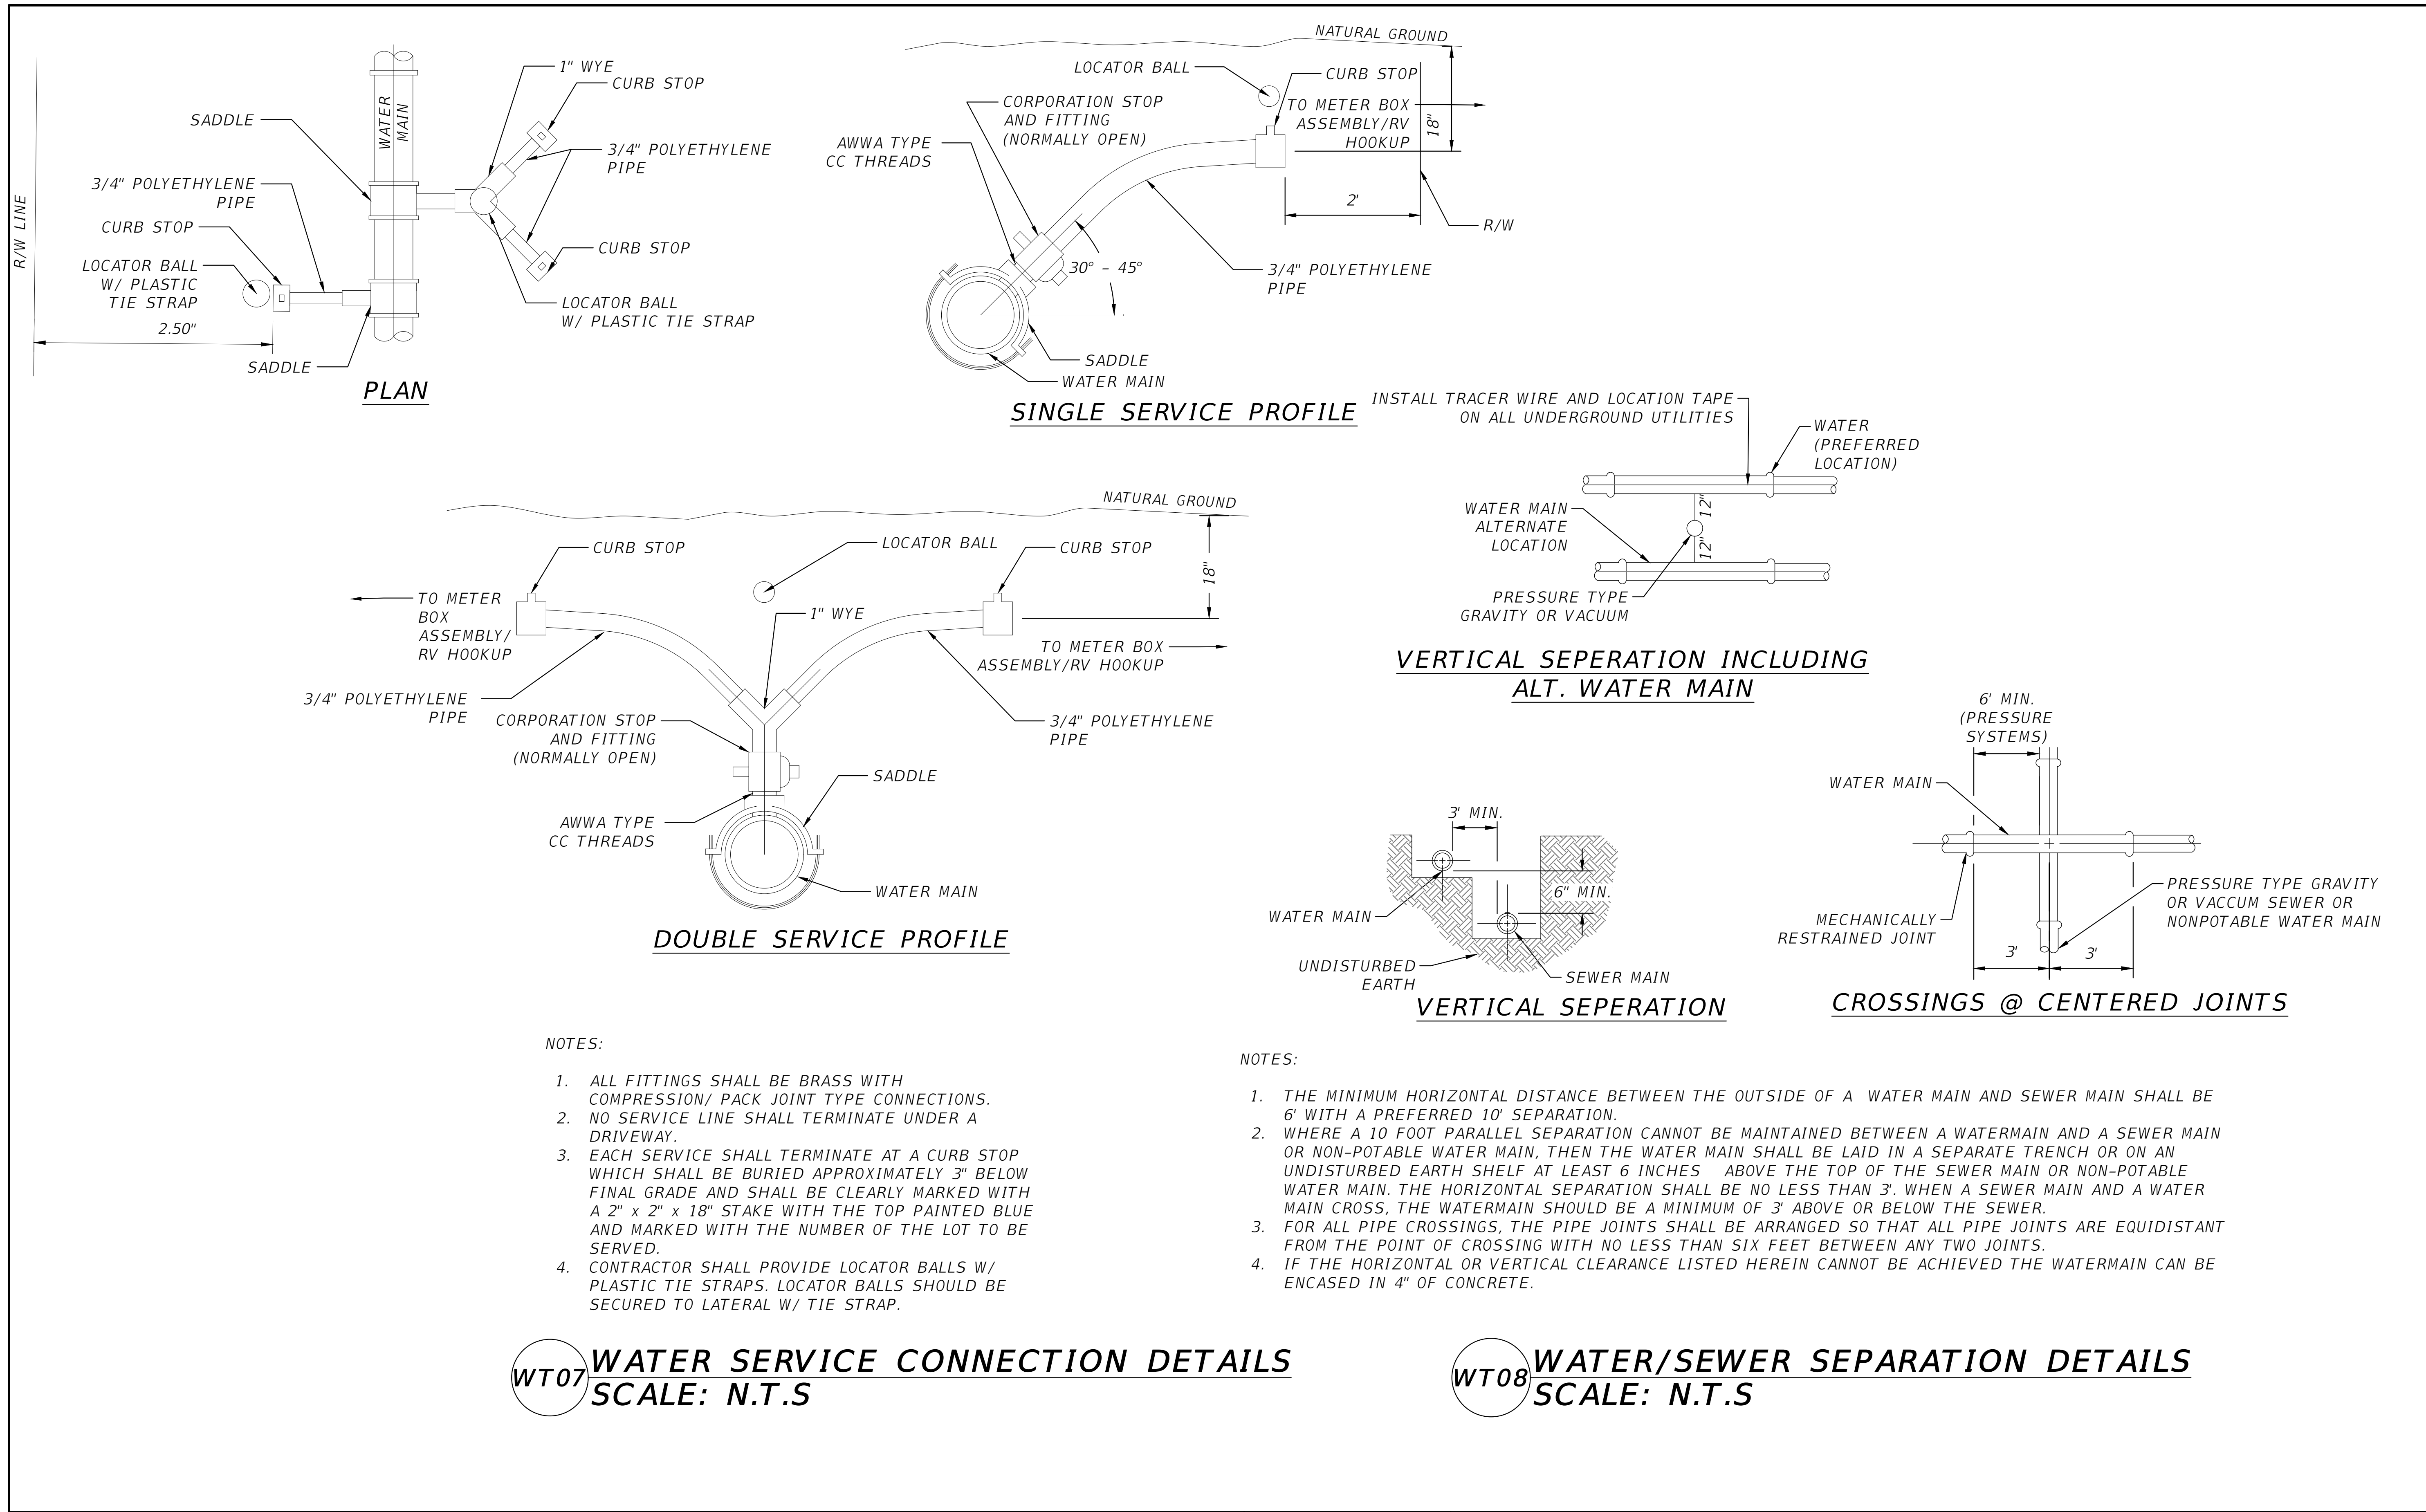 R/W LINE
SADDLE
3/4" POLYETHYLENE
PIPE
CURB STOP
LOCATOR BALL
W/ PLASTIC
TIE STRAP
2.50"
SADDLE
WATER
MAIN
1" WYE
CURB STOP
3/4" POLYETHYLENE
PIPE
CURB STOP
LOCATOR BALL
W/ PLASTIC TIE STRAP
PLAN
NATURAL GROUND
LOCATOR BALL
CURB STOP
CORPORATION STOP
AND FITTING
(NORMALLY OPEN)
TO METER BOX
ASSEMBLY/RV
HOOKUP
18"
AWWA TYPE
CC THREADS
2'
R/W
30° - 45°
3/4" POLYETHYLENE
PIPE
SADDLE
WATER MAIN
SINGLE SERVICE PROFILE
INSTALL TRACER WIRE AND LOCATION TAPE
ON ALL UNDERGROUND UTILITIES
WATER
(PREFERRED
LOCATION)
WATER MAIN
ALTERNATE
LOCATION
12"
12"
PRESSURE TYPE
GRAVITY OR VACUUM
VERTICAL SEPERATION INCLUDING
ALT. WATER MAIN
NATURAL GROUND
CURB STOP
LOCATOR BALL
CURB STOP
18"
TO METER
BOX
ASSEMBLY/
RV HOOKUP
1" WYE
TO METER BOX
ASSEMBLY/RV HOOKUP
3/4" POLYETHYLENE
PIPE
CORPORATION STOP
AND FITTING
(NORMALLY OPEN)
3/4" POLYETHYLENE
PIPE
SADDLE
AWWA TYPE
CC THREADS
WATER MAIN
DOUBLE SERVICE PROFILE
3' MIN.
6" MIN.
WATER MAIN
UNDISTURBED
EARTH
SEWER MAIN
VERTICAL SEPERATION
6' MIN.
(PRESSURE
SYSTEMS)
WATER MAIN
MECHANICALLY
RESTRAINED JOINT
PRESSURE TYPE GRAVITY
OR VACCUM SEWER OR
NONPOTABLE WATER MAIN
3'
3'
CROSSINGS @ CENTERED JOINTS
NOTES:
1. ALL FITTINGS SHALL BE BRASS WITH
COMPRESSION/ PACK JOINT TYPE CONNECTIONS.
2. NO SERVICE LINE SHALL TERMINATE UNDER A
DRIVEWAY.
3. EACH SERVICE SHALL TERMINATE AT A CURB STOP
WHICH SHALL BE BURIED APPROXIMATELY 3" BELOW
FINAL GRADE AND SHALL BE CLEARLY MARKED WITH
A 2" x 2" x 18" STAKE WITH THE TOP PAINTED BLUE
AND MARKED WITH THE NUMBER OF THE LOT TO BE
SERVED.
4. CONTRACTOR SHALL PROVIDE LOCATOR BALLS W/
PLASTIC TIE STRAPS. LOCATOR BALLS SHOULD BE
SECURED TO LATERAL W/ TIE STRAP.
NOTES:
1. THE MINIMUM HORIZONTAL DISTANCE BETWEEN THE OUTSIDE OF A WATER MAIN AND SEWER MAIN SHALL BE
6' WITH A PREFERRED 10' SEPARATION.
2. WHERE A 10 FOOT PARALLEL SEPARATION CANNOT BE MAINTAINED BETWEEN A WATERMAIN AND A SEWER MAIN
OR NON-POTABLE WATER MAIN, THEN THE WATER MAIN SHALL BE LAID IN A SEPARATE TRENCH OR ON AN
UNDISTURBED EARTH SHELF AT LEAST 6 INCHES ABOVE THE TOP OF THE SEWER MAIN OR NON-POTABLE
WATER MAIN. THE HORIZONTAL SEPARATION SHALL BE NO LESS THAN 3'. WHEN A SEWER MAIN AND A WATER
MAIN CROSS, THE WATERMAIN SHOULD BE A MINIMUM OF 3' ABOVE OR BELOW THE SEWER.
3. FOR ALL PIPE CROSSINGS, THE PIPE JOINTS SHALL BE ARRANGED SO THAT ALL PIPE JOINTS ARE EQUIDISTANT
FROM THE POINT OF CROSSING WITH NO LESS THAN SIX FEET BETWEEN ANY TWO JOINTS.
4. IF THE HORIZONTAL OR VERTICAL CLEARANCE LISTED HEREIN CANNOT BE ACHIEVED THE WATERMAIN CAN BE
ENCASED IN 4" OF CONCRETE.
WT07 WATER SERVICE CONNECTION DETAILS
SCALE: N.T.S
WT08 WATER/SEWER SEPARATION DETAILS
SCALE: N.T.S